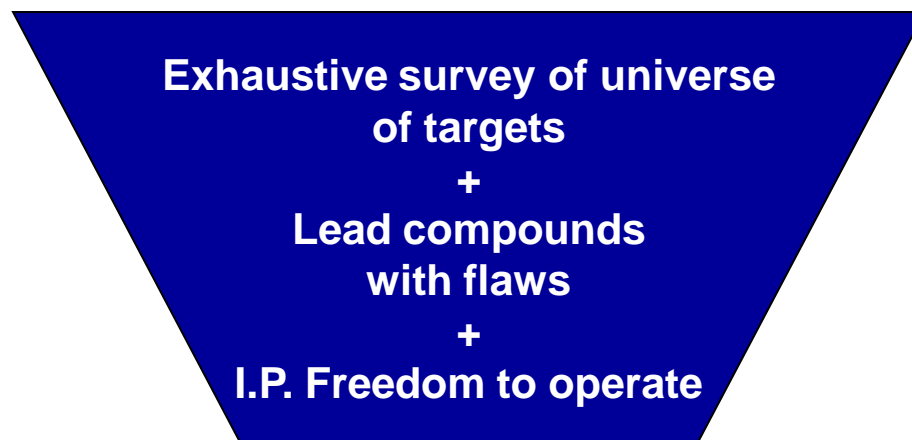 Exhaustive survey of universe
of targets
+
Lead compounds
with flaws
+
I.P. Freedom to operate